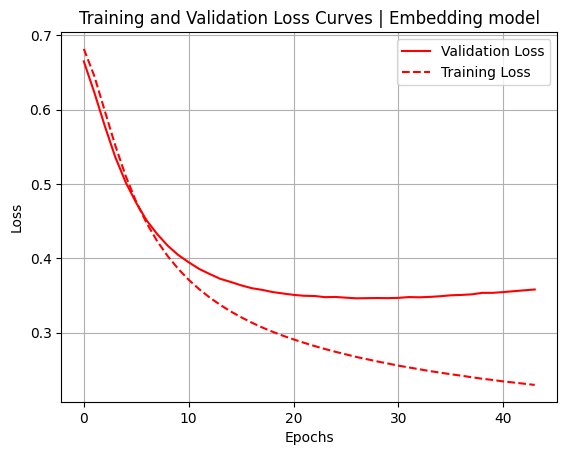 Training and Validation Loss Curves | Embedding model
Validation Loss
Training Loss
Loss
0.7
0.6
0.5
0.4
0.3
0
10
20
30
40
Epochs